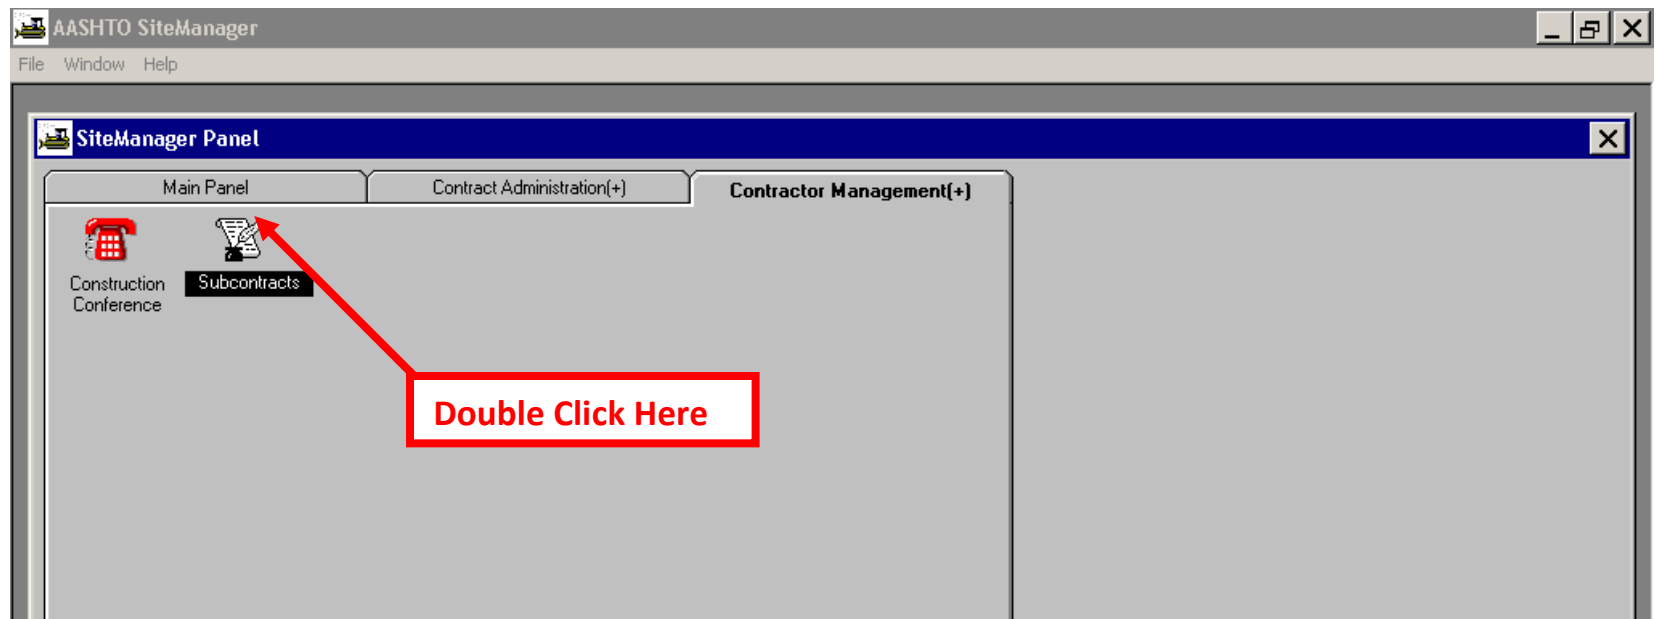 AASHTO SiteManager
File Window Help
SiteManager Panel
Main Panel
Contract Administration(+)
Contractor Management(+)
Construction
Conference
Subcontracts
Double Click Here